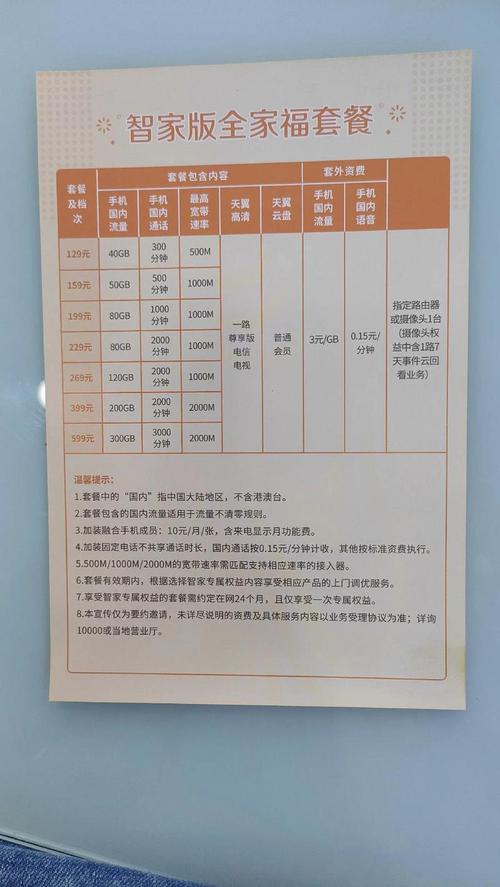 智家版全家福套餐
套餐及档次 套餐包含内容 套外资费
手机国内流量 手机国内通话 最高宽带速率 天翼高清 天翼云盘 手机国内流量 手机国内语音
129元 40GB 300分钟 500M
159元 50GB 500分钟 1000M
199元 80GB 1000分钟 1000M
229元 80GB 2000分钟 1000M
269元 120GB 2000分钟 1000M
399元 200GB 2000分钟 2000M
599元 300GB 3000分钟 2000M
一路尊享版电信电视 普通会员 3元/GB 0.15元/分钟 指定路由器或摄像头1台（摄像头权益中含1路7天事件云回看业务）
温馨提示：
1.套餐中的“国内”指中国大陆地区，不含港澳台。
2.套餐包含的国内流量适用于流量不清零规则。
3.加装融合手机成员：10元/月/张，含来电显示月功能费。
4.加装固定电话不共享通话时长，国内通话按0.15元/分钟计收，其他按标准资费执行。
5.500M/1000M/2000M的宽带速率需匹配支持相应速率的接入器。
6.套餐有效期内，根据选择智家专属权益内容享受相应产品的上门调优服务。
7.享受智家专属权益的套餐需约定在网24个月，且仅享受一次专属权益。
8.本宣传仅为要约邀请，未详尽说明的资费及具体服务内容以业务受理协议为准；详询
10000或当地营业厅。